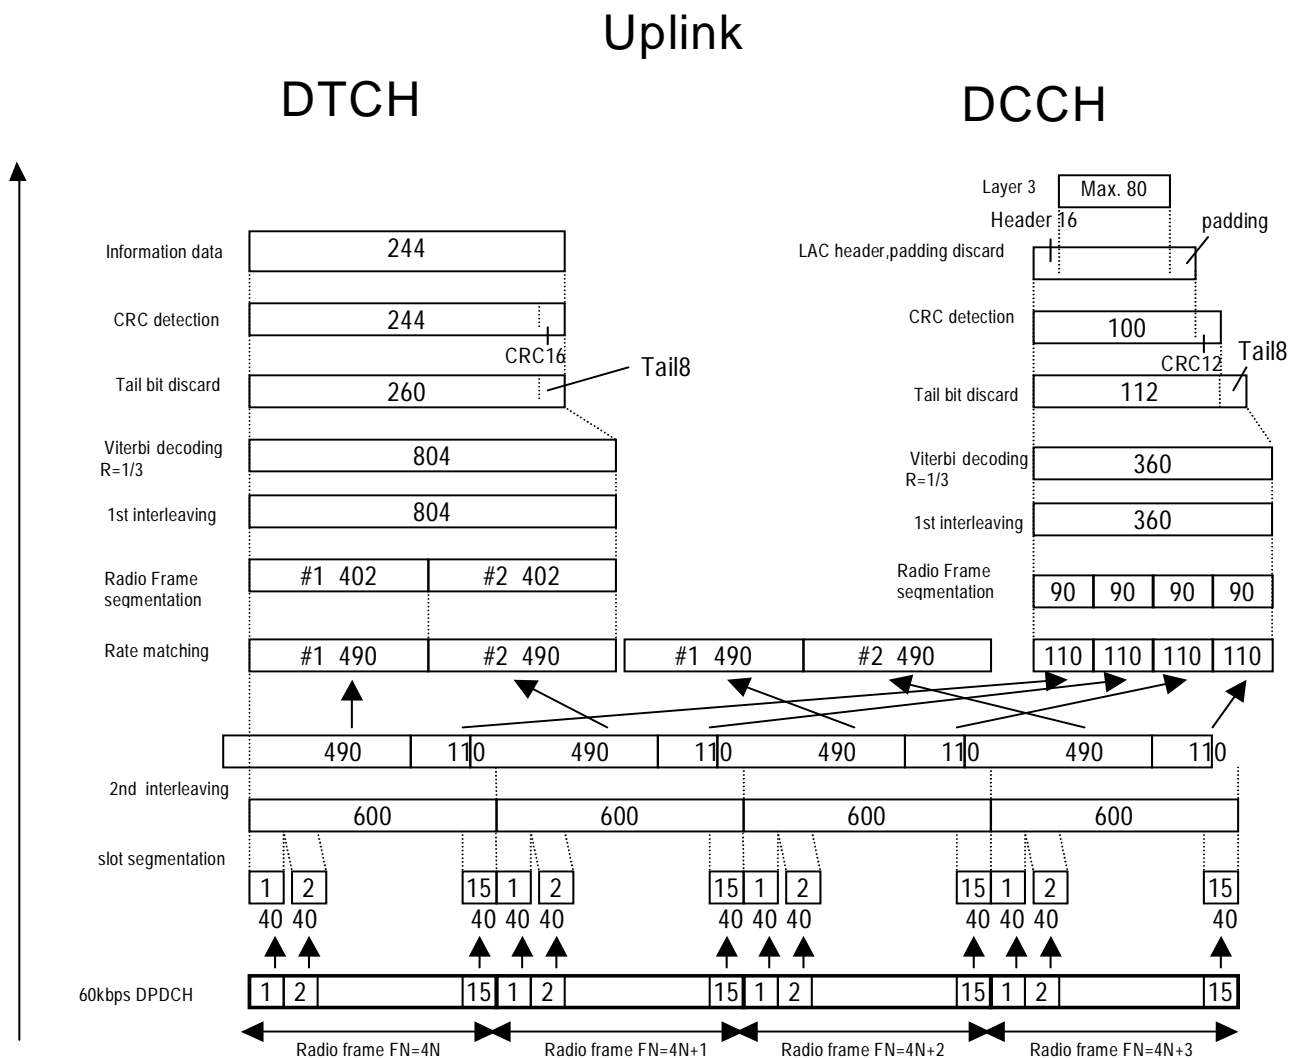 Uplink
DTCH
DCCH
Layer 3 Max. 80
Header 16 padding
Information data 244 LAC header,padding discard
CRC detection 244 CRC detection 100
CRC16 CRC12
Tail8 Tail8
Tail bit discard 260 Tail bit discard 112
Viterbi decoding R=1/3 804 Viterbi decoding R=1/3 360
1st interleaving 804 1st interleaving 360
Radio Frame segmentation #1 402 #2 402 Radio Frame segmentation 90 90 90 90
Rate matching #1 490 #2 490 #1 490 #2 490 110 110 110 110
490 110 490 110 490 110 490 110
2nd interleaving
600 600 600 600
slot segmentation
1 2 15 1 2 15 1 2 15 1 2 15
40 40 40 40 40 40 40 40 40 40 40 40
60kbps DPDCH 1 2 15 1 2 15 1 2 15 1 2 15
Radio frame FN=4N Radio frame FN=4N+1 Radio frame FN=4N+2 Radio frame FN=4N+3